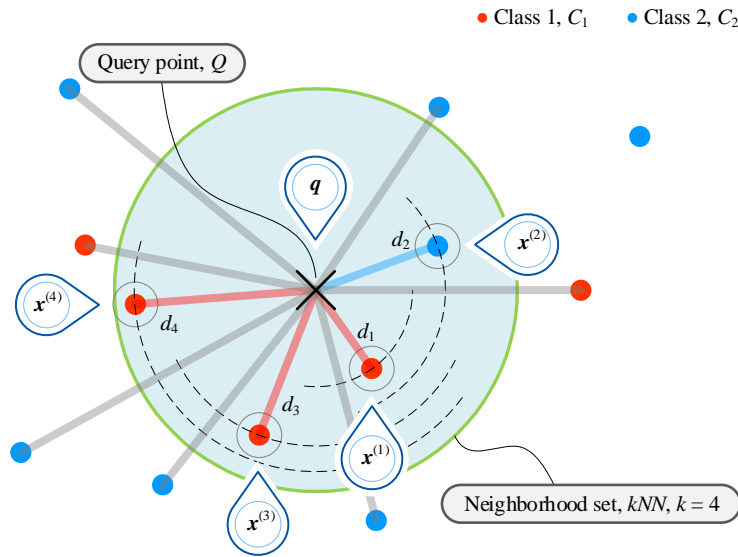 Class 1, C₁
Class 2, C₂
Query point, Q
q
d₂
x⁽²⁾
x⁽⁴⁾
d₄
d₁
d₃
x⁽¹⁾
x⁽³⁾
Neighborhood set, kNN, k = 4